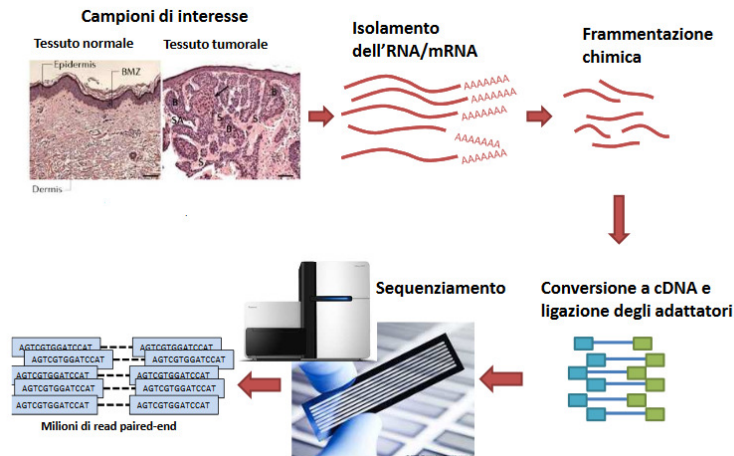 Campioni di interesse
Tessuto normale
Tessuto tumorale
Epidermis
BMZ
Dermis
B
B
B
SA
S
S
S
Isolamento
dell'RNA/mRNA
AAAAAAA
AAAAAAA
AAAAAAA
AAAAAAA
AAAAAAA
Frammentazione
chimica
Conversione a cDNA e
ligazione degli adattatori
Sequenziamento
AGTCGTGGATCCAT AGTCGTGGATCCAT
AGTCGTGGATCCAT AGTCGTGGATCCAT
AGTCGTGGATCCAT AGTCGTGGATCCAT
AGTCGTGGATCCAT AGTCGTGGATCCAT
AGTCGTGGATCCAT AGTCGTGGATCCAT
Milioni di read paired-end